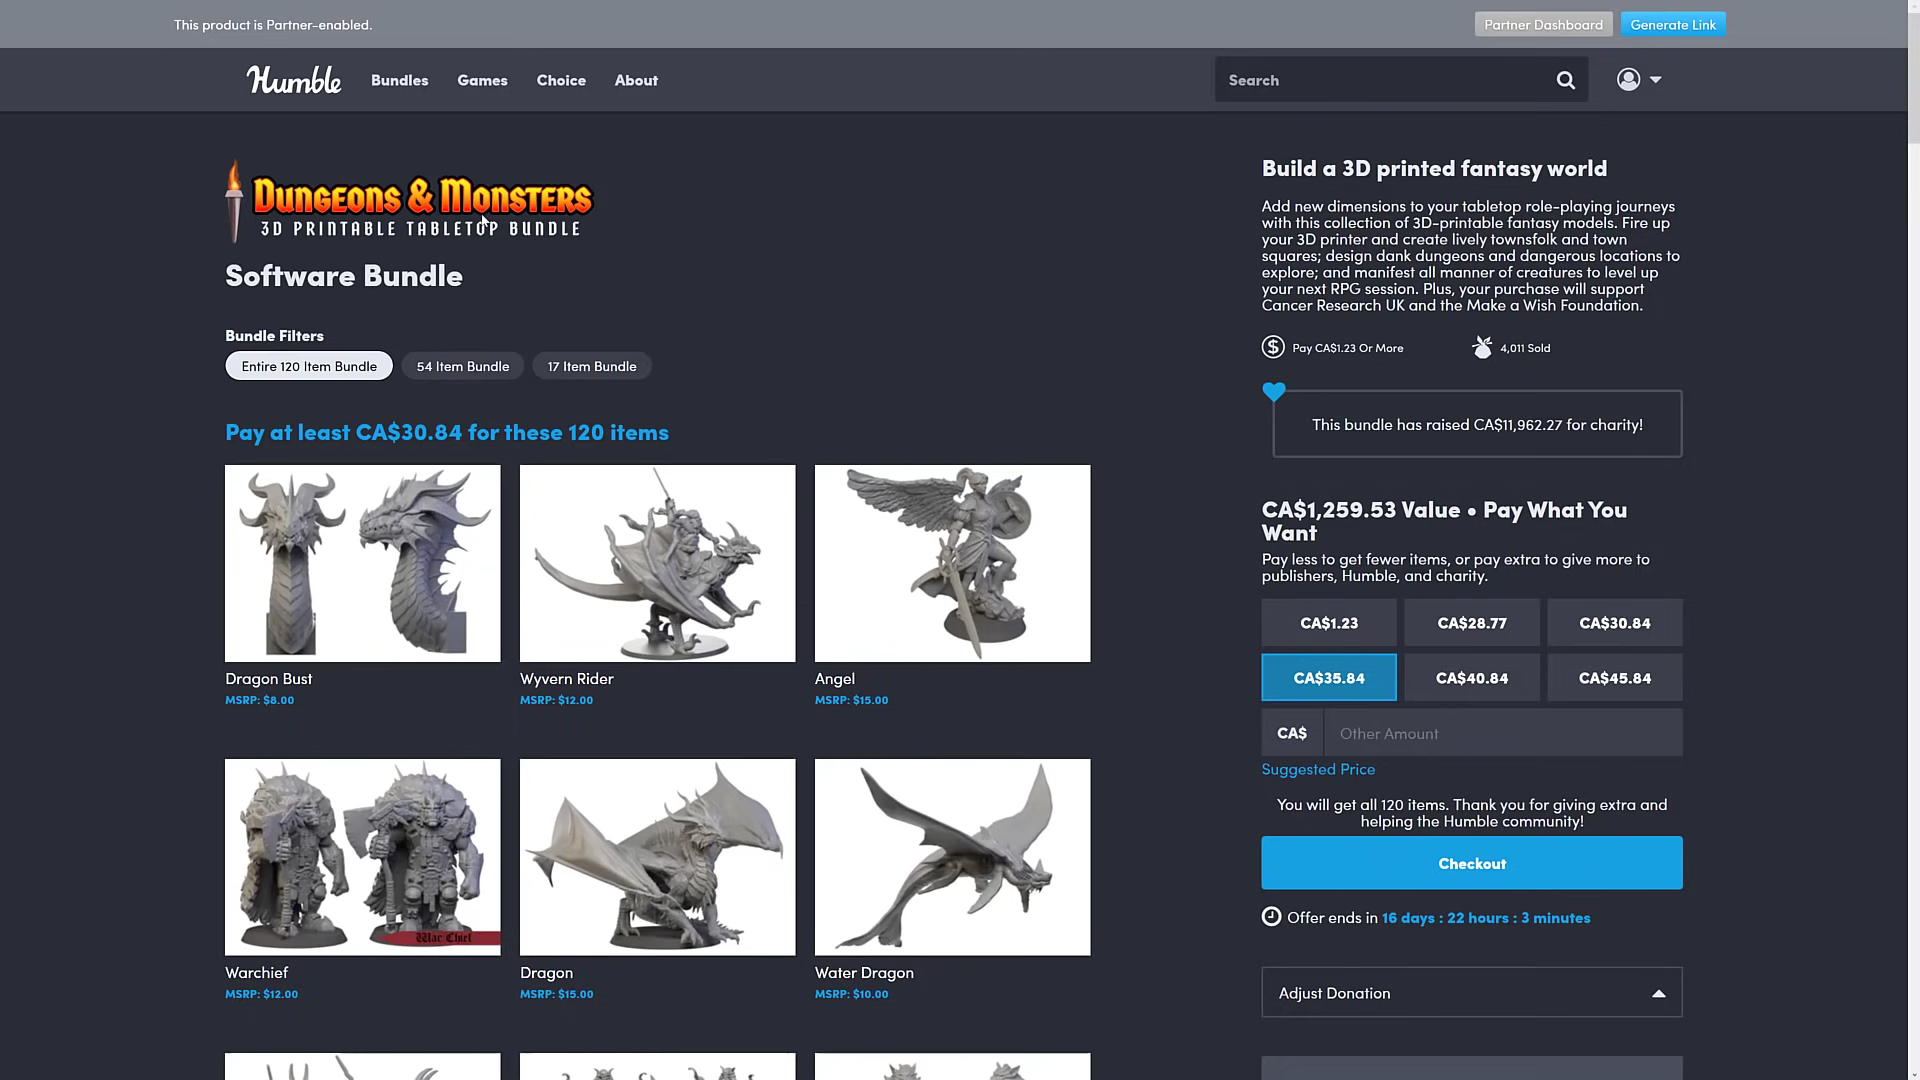 This product is Partner-enabled.
Partner Dashboard
Generate Link
Humble
Bundles
Games
Choice
About
Search
DUNGEONS & MONSTERS
3D PRINTABLE TABLETOP BUNDLE
Software Bundle
Bundle Filters
Entire 120 Item Bundle
54 Item Bundle
17 Item Bundle
Pay at least CA$30.84 for these 120 items
Dragon Bust
MSRP: $8.00
Wyvern Rider
MSRP: $12.00
Angel
MSRP: $15.00
War Chief
Warchief
MSRP: $12.00
Dragon
MSRP: $15.00
Water Dragon
MSRP: $10.00
Build a 3D printed fantasy world
Add new dimensions to your tabletop role-playing journeys
with this collection of 3D-printable fantasy models. Fire up
your 3D printer and create lively townsfolk and town
squares; design dank dungeons and dangerous locations to
explore; and manifest all manner of creatures to level up
your next RPG session. Plus, your purchase will support
Cancer Research UK and the Make a Wish Foundation.
Pay CA$1.23 Or More
4,011 Sold
This bundle has raised CA$11,962.27 for charity!
CA$1,259.53 Value • Pay What You
Want
Pay less to get fewer items, or pay extra to give more to
publishers, Humble, and charity.
CA$1.23
CA$28.77
CA$30.84
CA$35.84
CA$40.84
CA$45.84
CA$
Other Amount
Suggested Price
You will get all 120 items. Thank you for giving extra and
helping the Humble community!
Checkout
Offer ends in 16 days : 22 hours : 3 minutes
Adjust Donation